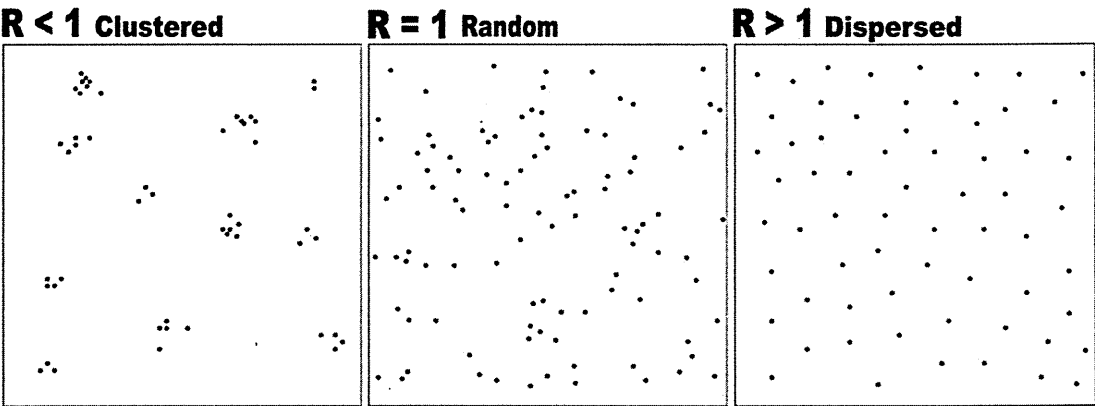 R < 1 Clustered
R = 1 Random
R > 1 Dispersed